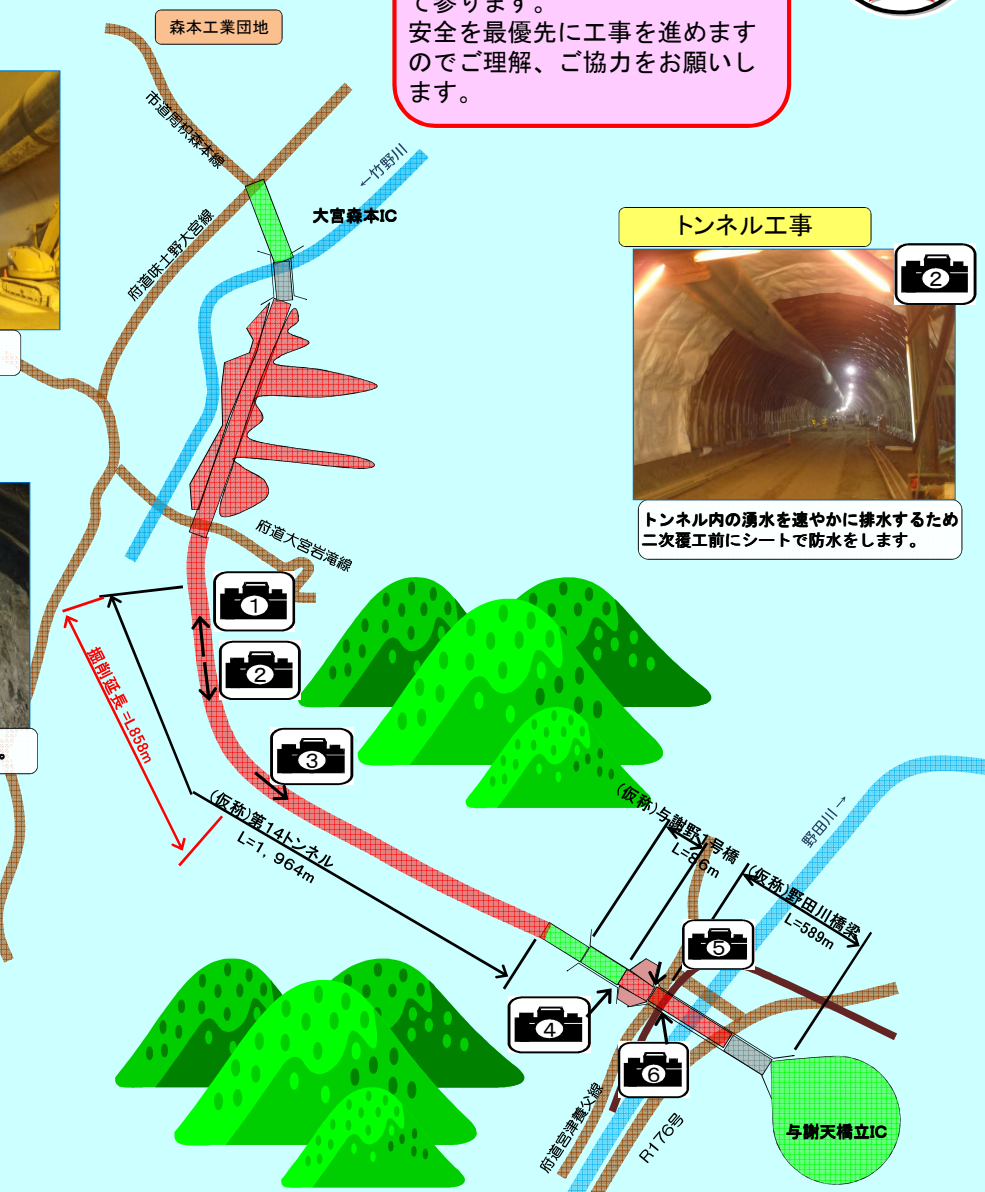 森本工業団地
て参ります。
安全を最優先に工事を進めます
のでご理解、ご協力をお願いし
ます。
市道周枳森本線
←竹野川
大宮森本IC
府道味土野大宮線
トンネル工事
②
トンネル内の湧水を速やかに排水するため
二次覆工前にシートで防水をします。
府道大宮岩滝線
①
②
掘削延長=L858m
③
(仮称)第14トンネル
L=1,964m
(仮称)与謝野1号橋
L=86m
野田川→
(仮称)野田川橋梁
L=589m
⑤
④
⑥
府道宮津養父線
R176号
与謝天橋立IC
。